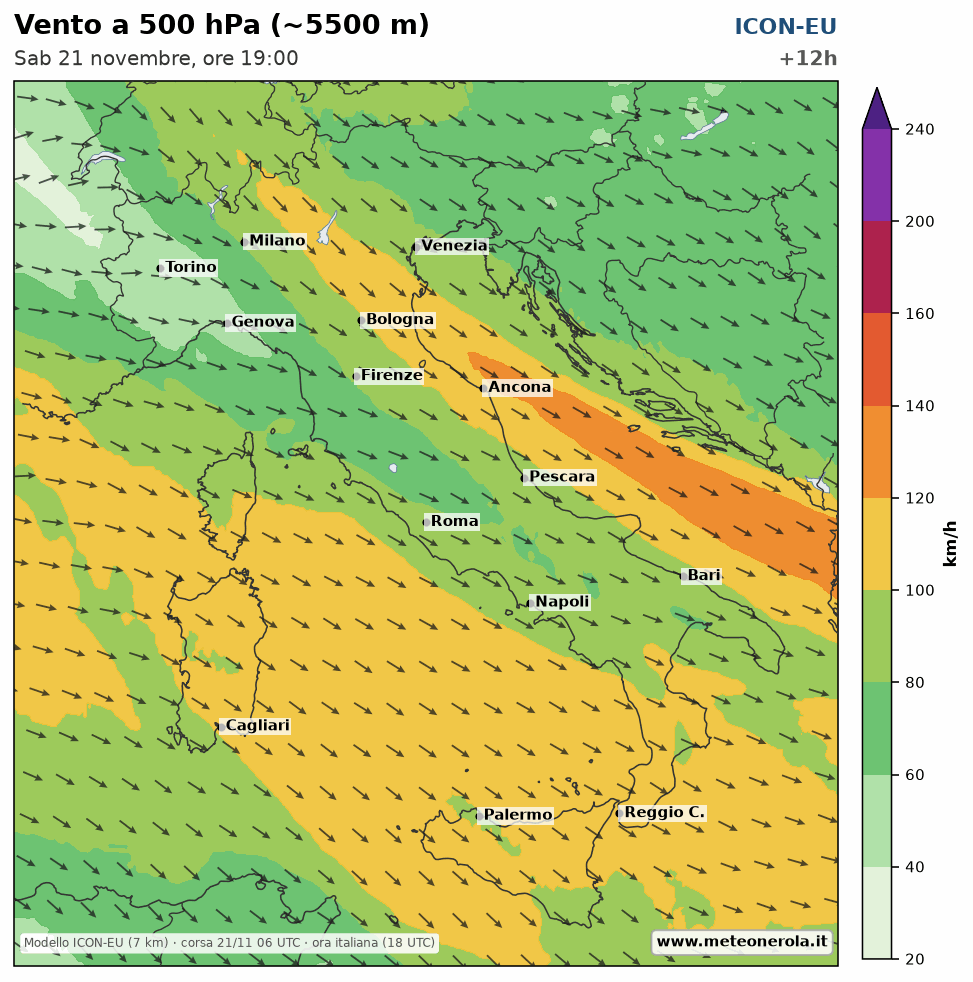 Vento a 500 hPa (~5500 m)
ICON-EU
Sab 21 novembre, ore 19:00
+12h
Milano
Venezia
Torino
Genova
Bologna
Firenze
Ancona
Pescara
Roma
Bari
Napoli
Cagliari
Palermo
Reggio C.
240
200
160
140
120
100
80
60
40
20
km/h
Modello ICON-EU (7 km) · corsa 21/11 06 UTC · ora italiana (18 UTC)
www.meteonerola.it